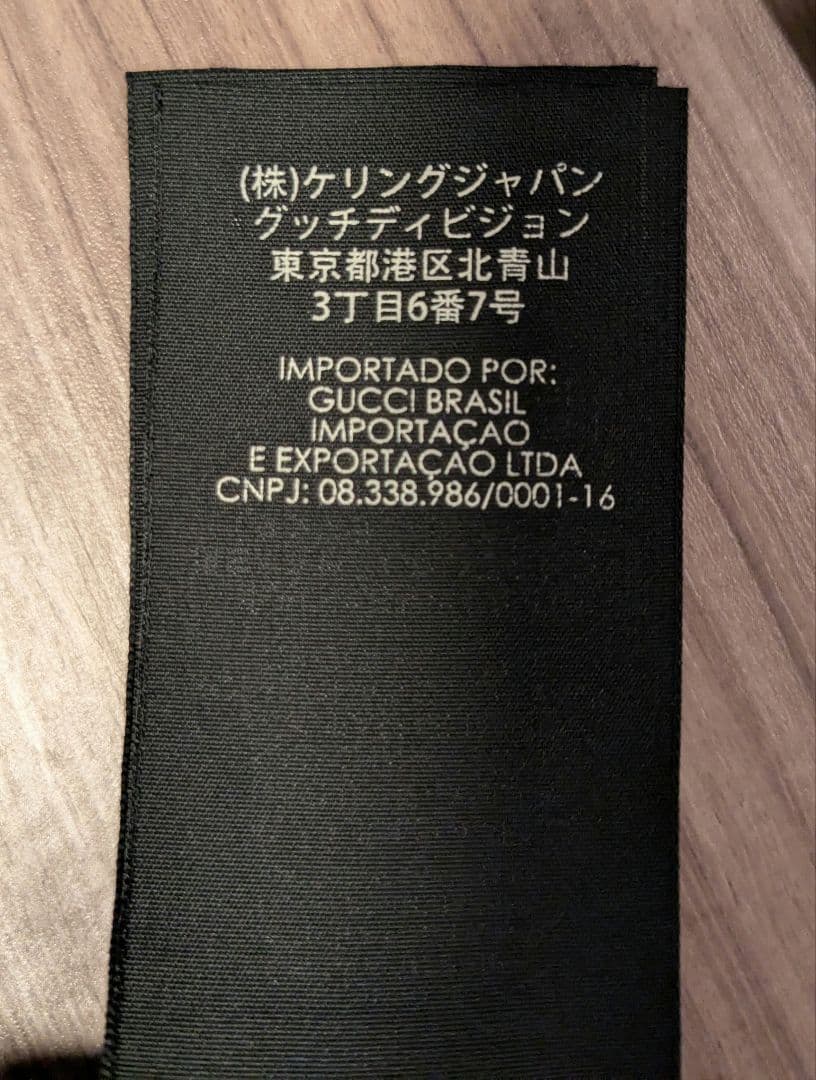 (株)ケリングジャパン
グッチディビジョン
東京都港区北青山
3丁目6番7号
IMPORTADO POR:
GUCCI BRASIL
IMPORTAÇAO
E EXPORTAÇAO LTDA
CNPJ: 08.338.986/0001-16